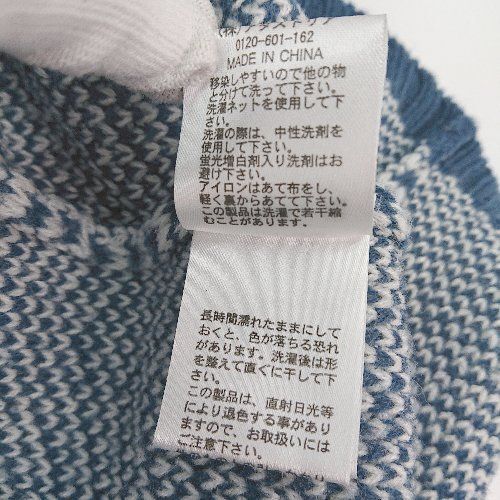 (株)アダストリア
0120-601-162
MADE IN CHINA
移染しやすいので他の物
と分けて洗って下さい。
洗濯ネットを使用して下
さい。
洗濯の際は、中性洗剤を
使用して下さい。
蛍光増白剤入り洗剤はお
避け下さい。
アイロンはあて布をし、
軽く裏からあてて下さい。
この製品は洗濯で若干縮
むことがあります。
長時間濡れたままにして
おくと、色が落ちる恐れ
があります。洗濯後は形
を整えて直ぐに干して下
さい。
この製品は、直射日光等
により退色する事があり
ますので、お取扱いには
ご注意下さい。